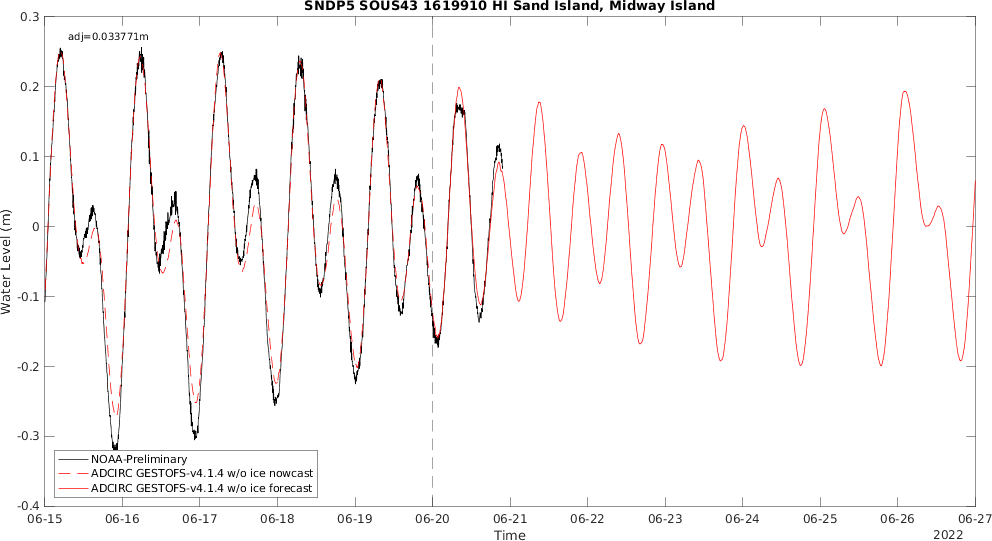 SNDP5 SOUS43 1619910 HI Sand Island, Midway Island
adj=0.033771m
0.3
0.2
0.1
0
-0.1
-0.2
-0.3
-0.4
Water Level (m)
NOAA-Preliminary
ADCIRC GESTOFS-v4.1.4 w/o ice nowcast
ADCIRC GESTOFS-v4.1.4 w/o ice forecast
06-15 06-16 06-17 06-18 06-19 06-20 06-21 06-22 06-23 06-24 06-25 06-26 06-27
Time
2022